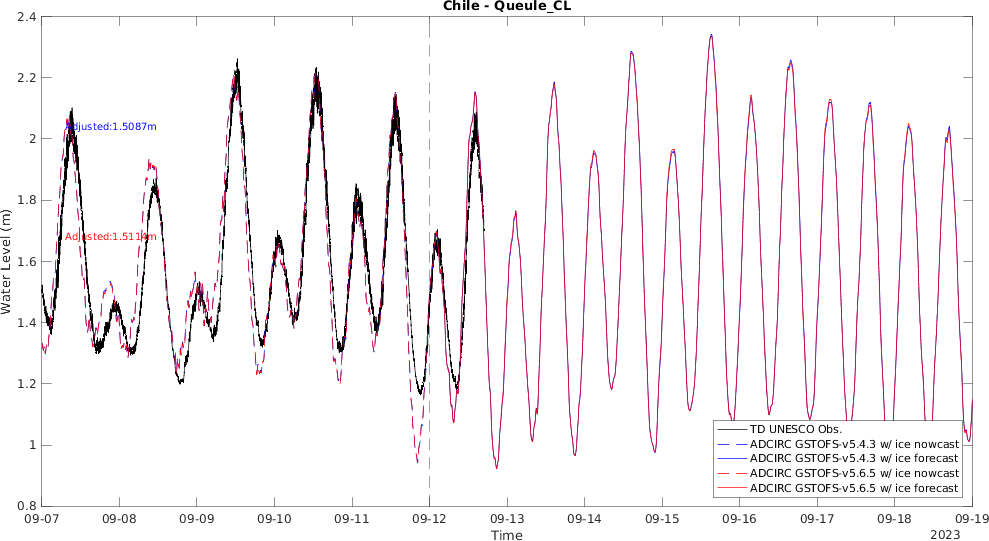 Chile - Queule_CL
2.4
2.2
2
1.8
1.6
1.4
1.2
1
0.8
Water Level (m)
Adjusted:1.5087m
Adjusted:1.5114m
TD UNESCO Obs.
ADCIRC GSTOFS-v5.4.3 w/ ice nowcast
ADCIRC GSTOFS-v5.4.3 w/ ice forecast
ADCIRC GSTOFS-v5.6.5 w/ ice nowcast
ADCIRC GSTOFS-v5.6.5 w/ ice forecast
09-07 09-08 09-09 09-10 09-11 09-12 09-13 09-14 09-15 09-16 09-17 09-18 09-19
Time
2023